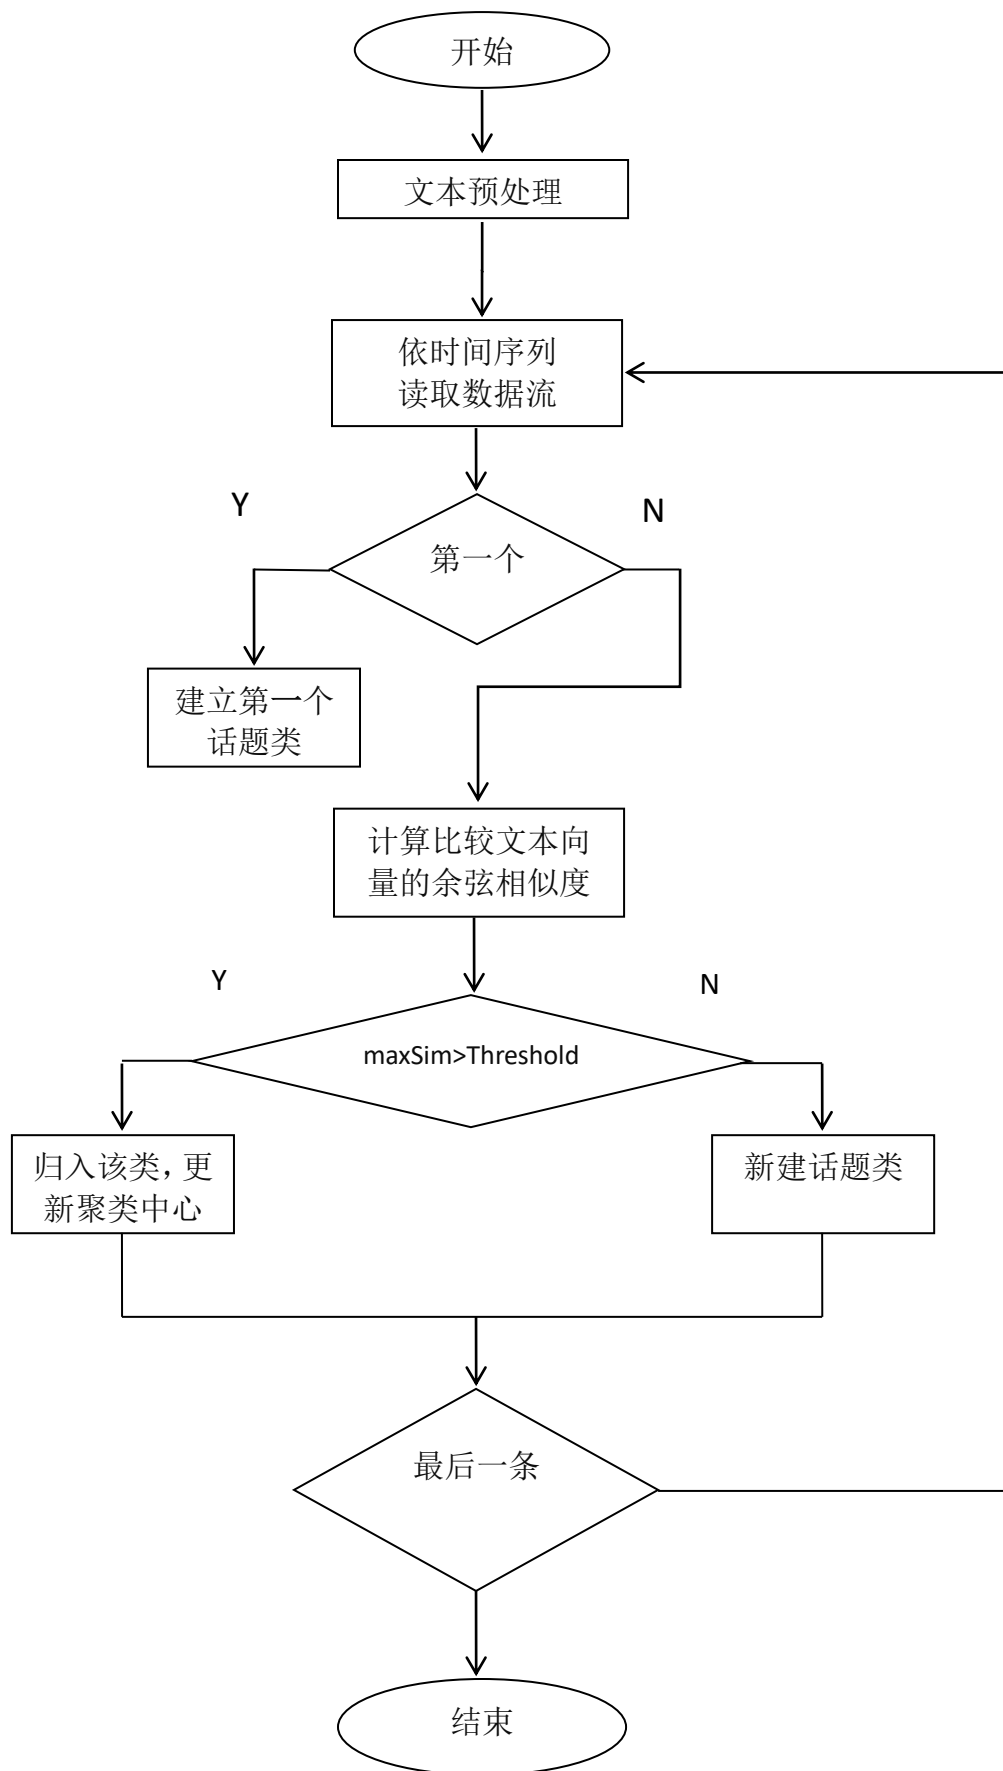 开始
文本预处理
依时间序列
读取数据流
Y
N
第一个
建立第一个
话题类
计算比较文本向
量的余弦相似度
Y
N
maxSim>Threshold
归入该类，更
新聚类中心
新建话题类
最后一条
结束